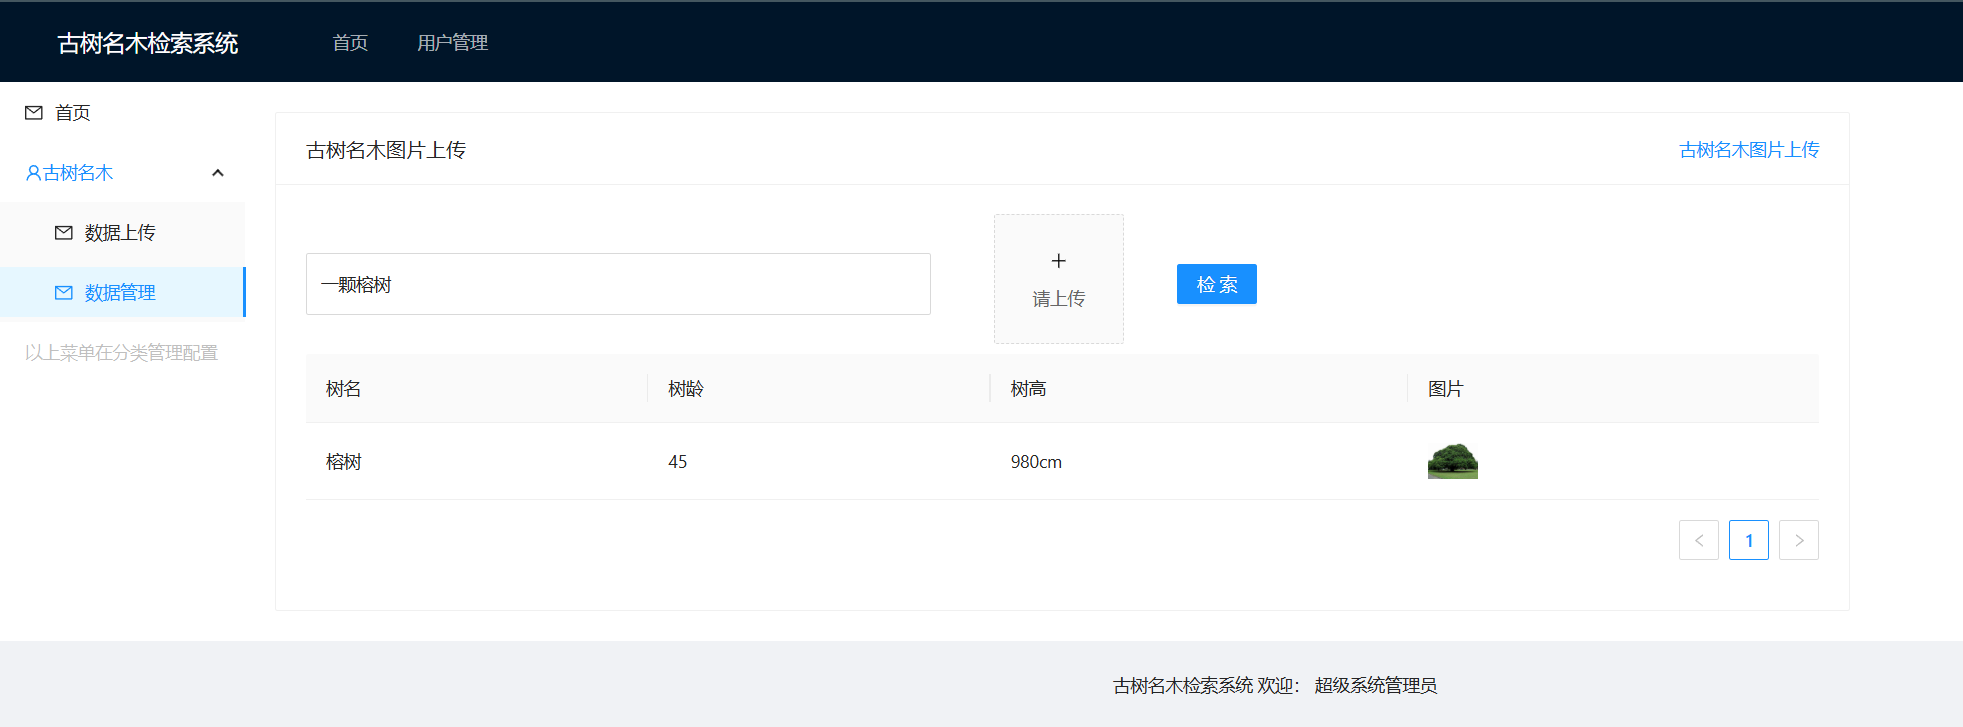 古树名木检索系统 首页 用户管理
首页
古树名木
数据上传
数据管理
以上菜单在分类管理配置
古树名木图片上传 古树名木图片上传
一颗榕树
+
请上传
检索
树名 树龄 树高 图片
榕树 45 980cm
< 1 >
古树名木检索系统 欢迎： 超级系统管理员